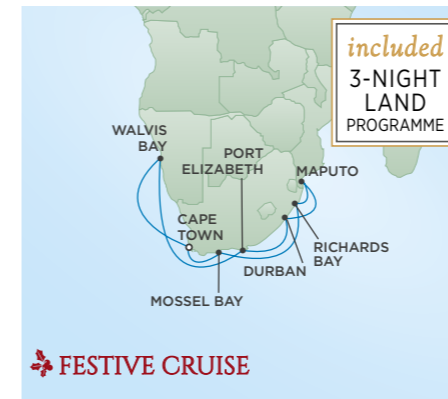 included
3-NIGHT
LAND
PROGRAMME
WALVIS
BAY
PORT
ELIZABETH
MAPUTO
CAPE
TOWN
RICHARDS
BAY
DURBAN
MOSSEL BAY
FESTIVE CRUISE